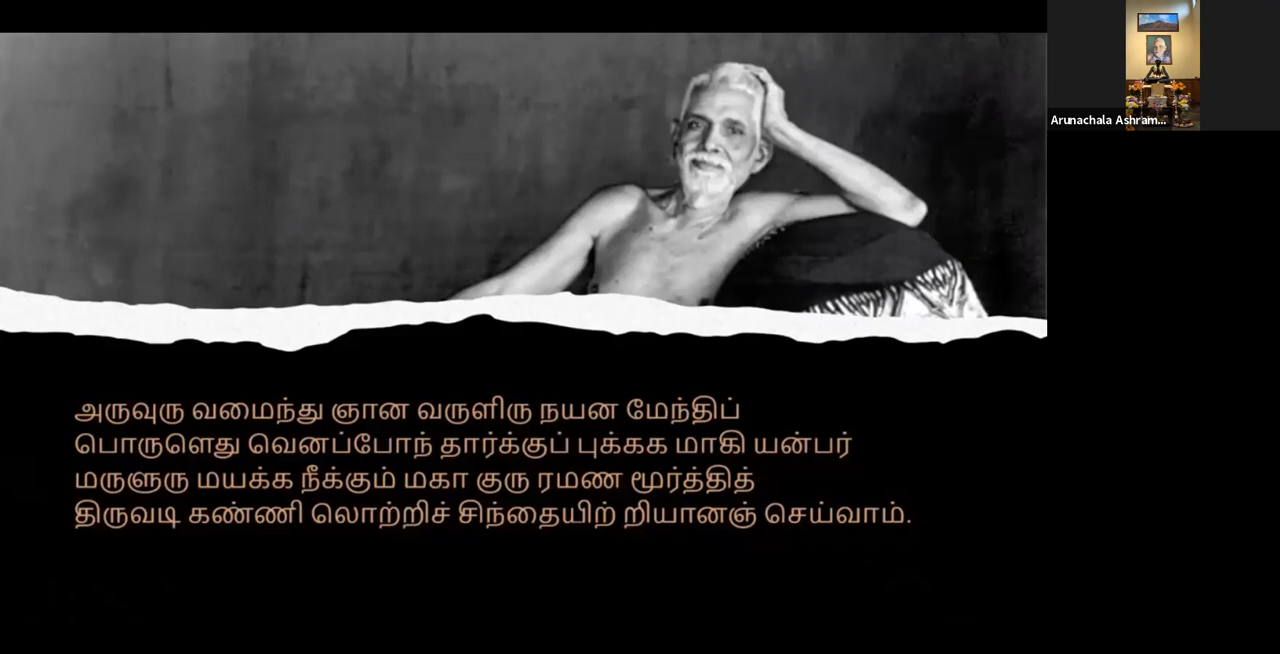 அருவுரு வமைந்து ஞான வருளிரு நயன மேந்திப்
பொருளெது வெனப்போந் தார்க்குப் புக்கக மாகி யன்பர்
மருளுரு மயக்க நீக்கும் மகா குரு ரமண மூர்த்தித்
திருவடி கண்ணி லொற்றிச் சிந்தையிற் றியானஞ் செய்வாம்.
Arunachala Ashram...